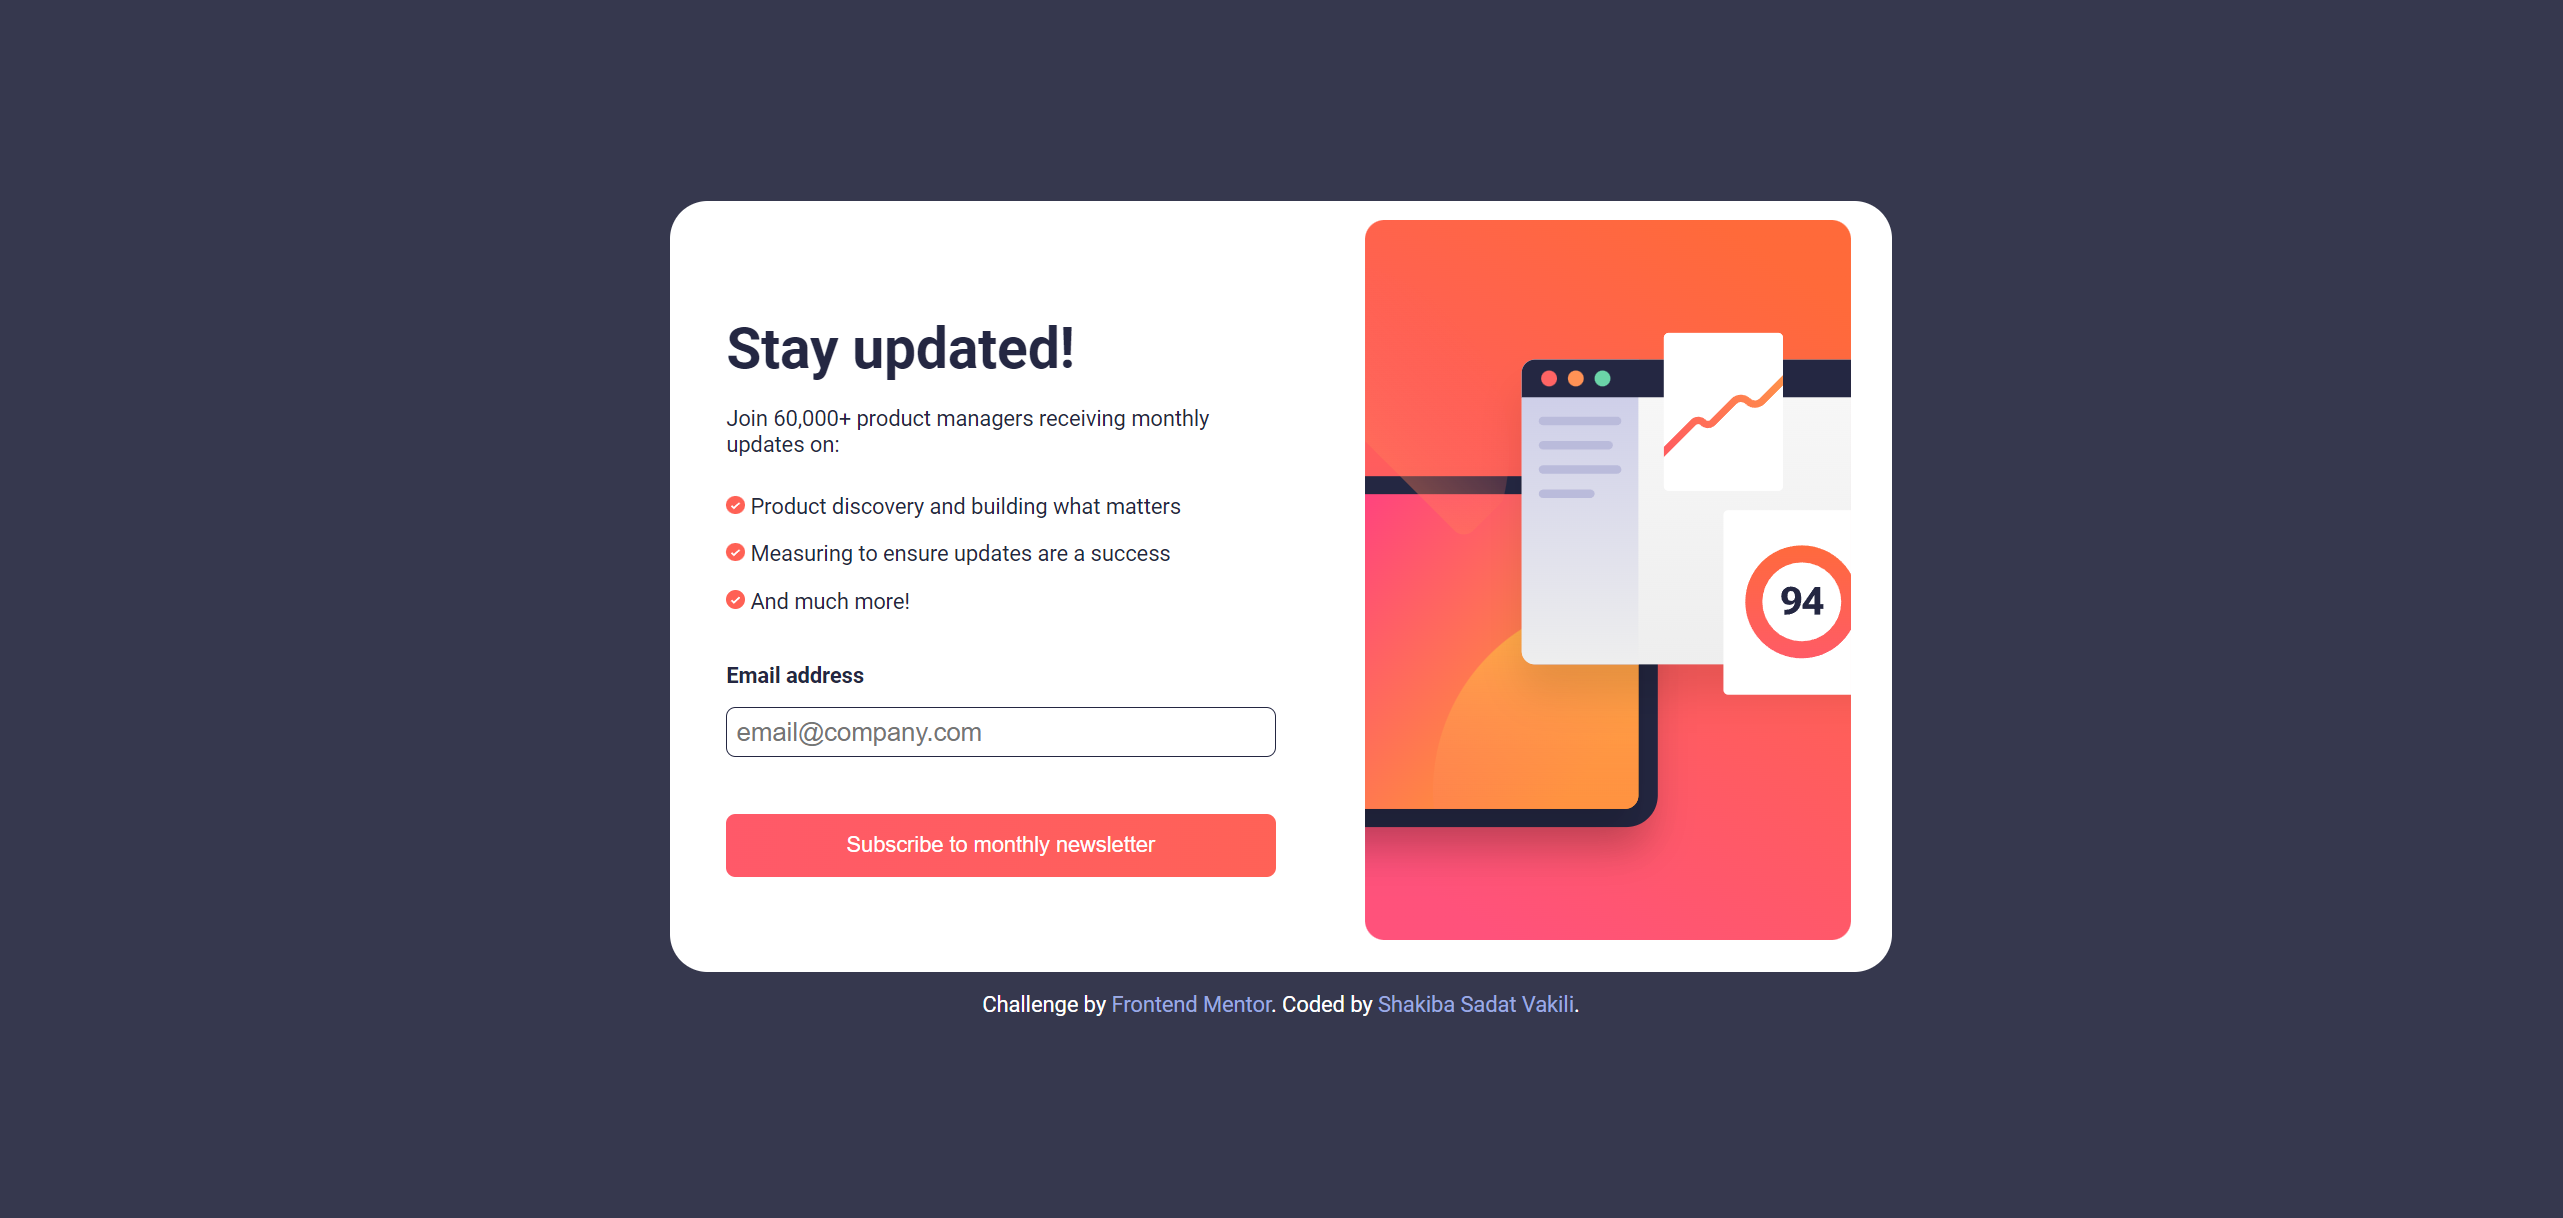 Stay updated!
Join 60,000+ product managers receiving monthly
updates on:
Product discovery and building what matters
Measuring to ensure updates are a success
And much more!
Email address
email@company.com
Subscribe to monthly newsletter
94
Challenge by Frontend Mentor. Coded by Shakiba Sadat Vakili.